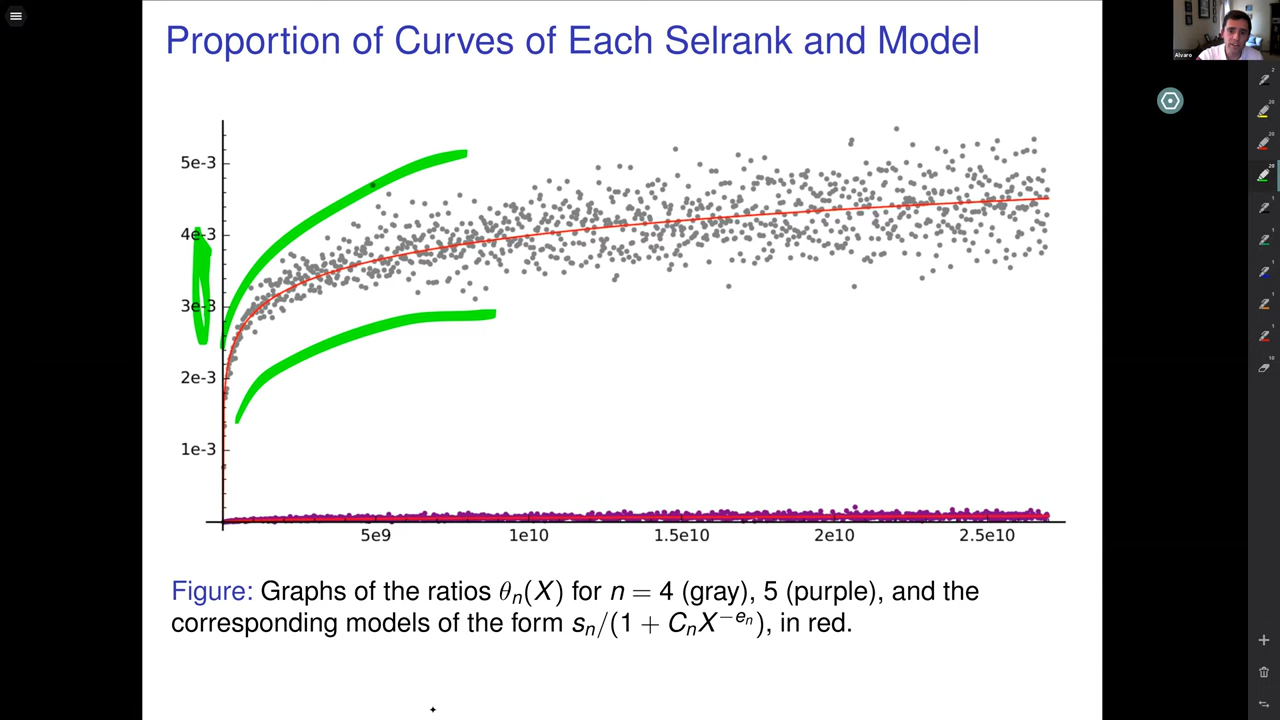 Proportion of Curves of Each Selrank and Model
Alvaro
5e-3
4e-3
3e-3
2e-3
1e-3
5e9 1e10 1.5e10 2e10 2.5e10
Figure: Graphs of the ratios θₙ(X) for n = 4 (gray), 5 (purple), and the
corresponding models of the form sₙ/(1 + CₙX^{−eₙ}), in red.